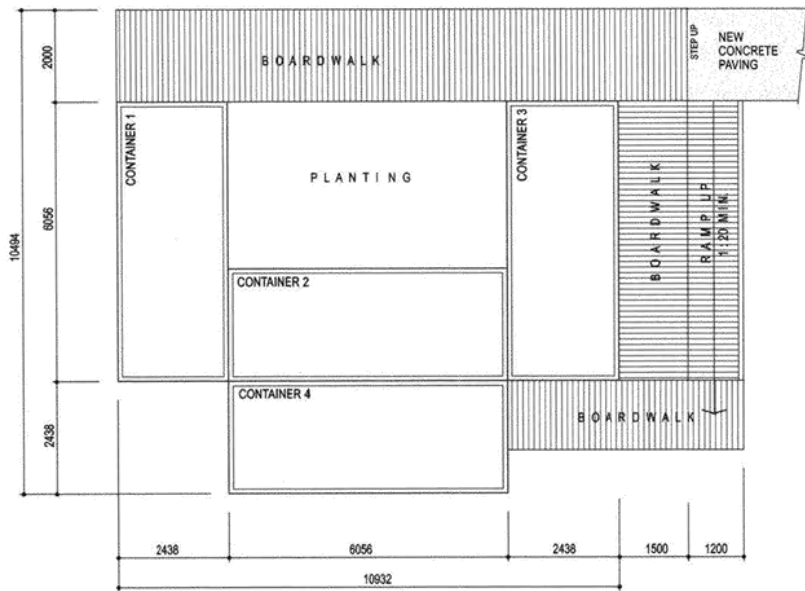 BOARDWALK
STEP UP
NEW
CONCRETE
PAVING
2000
CONTAINER 1
PLANTING
CONTAINER 3
BOARDWALK
RAMP UP
1:20 MIN.
6056
10494
CONTAINER 2
CONTAINER 4
BOARDWALK
2438
2438
6056
2438
1500
1200
10932